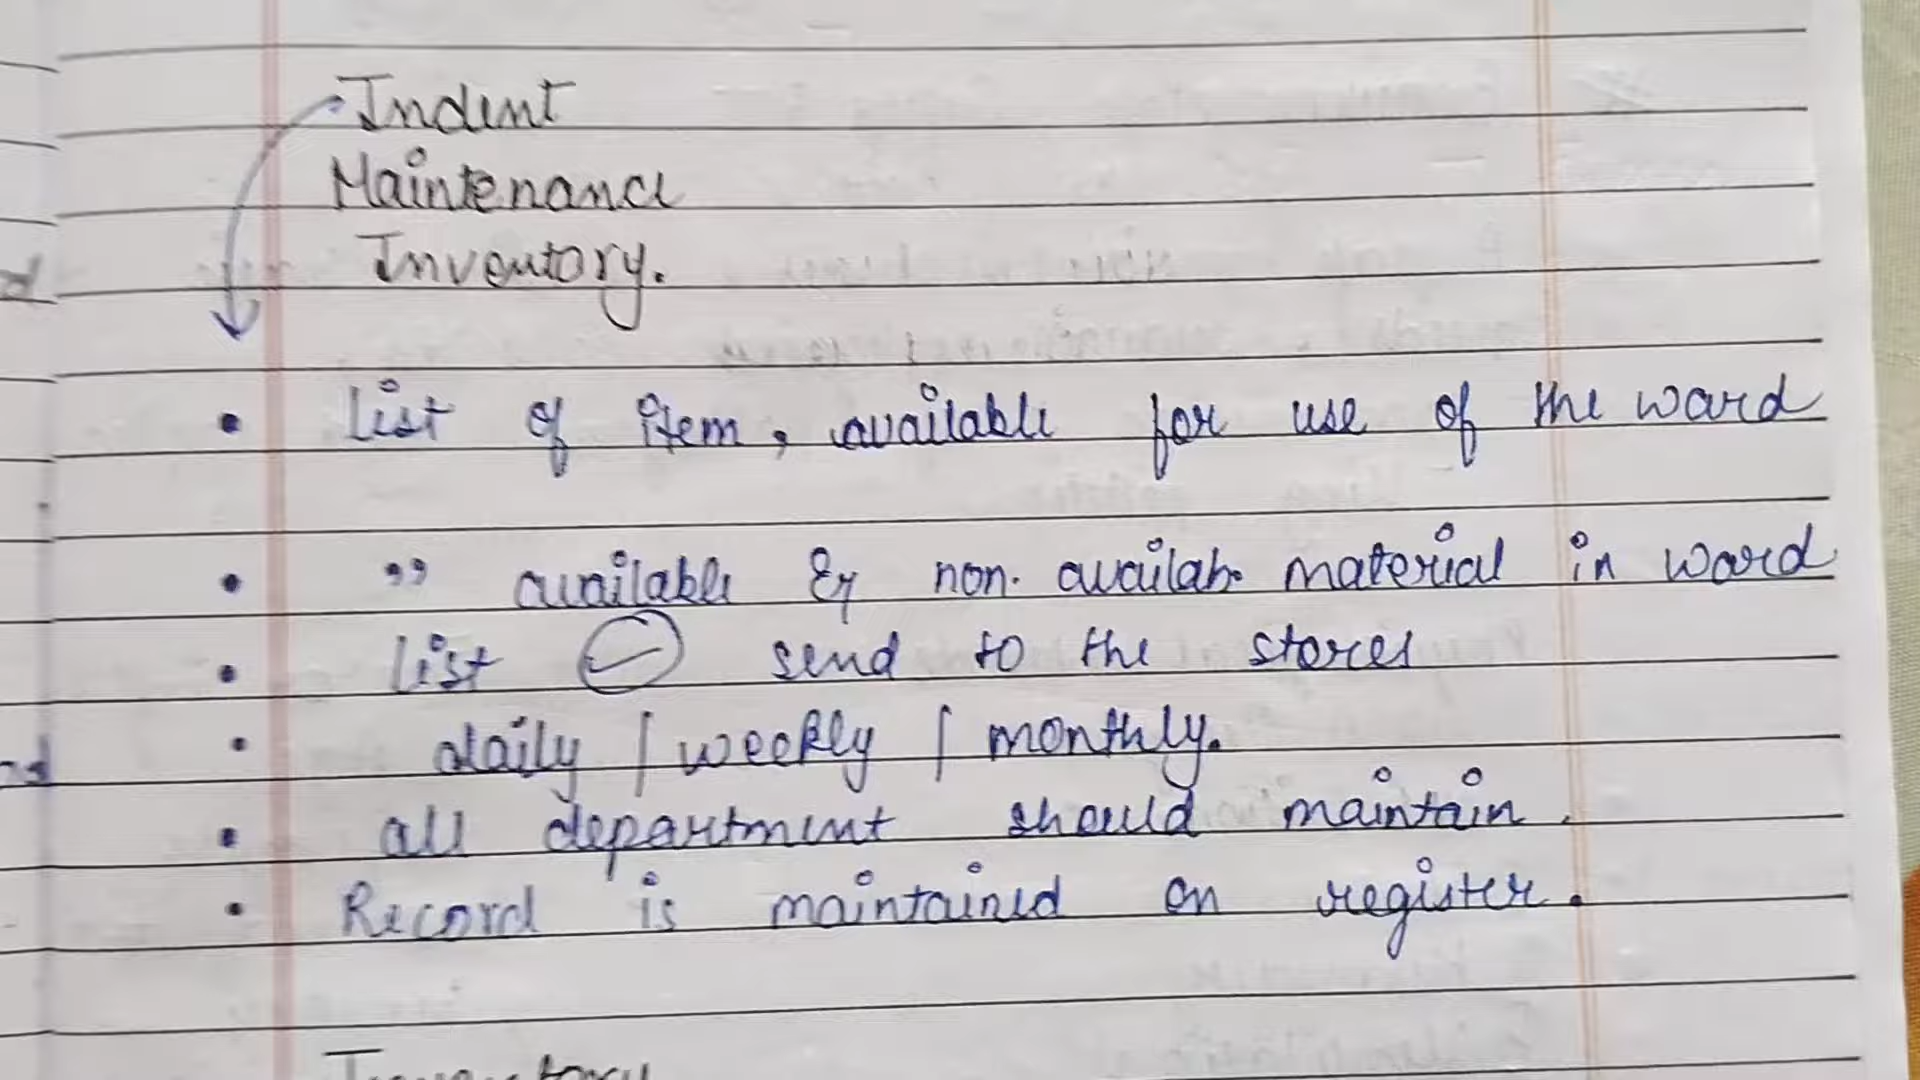 Indent
Maintenance
Inventory.
• List of item, available for use of the ward
• ,, available & non. availab. material in ward
• list send to the stores
• daily / weekly / monthly.
• all department should maintain.
• Record is maintained on register.
Inventory